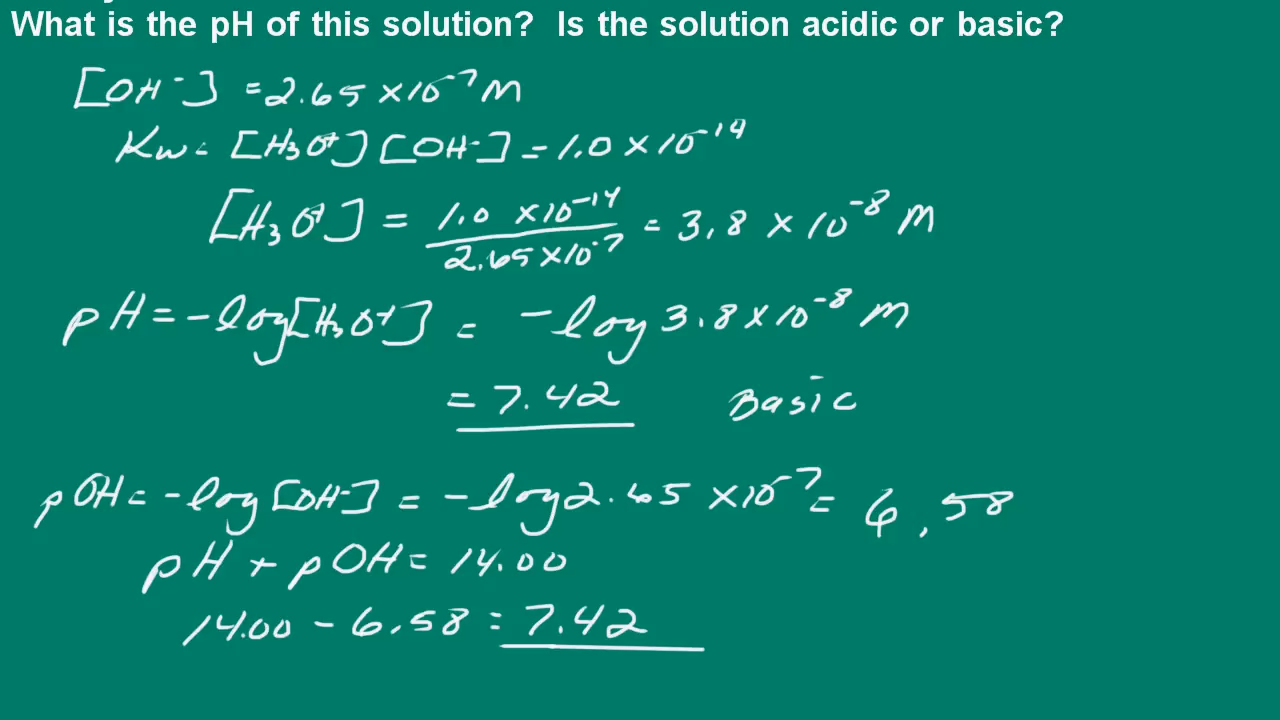 What is the pH of this solution? Is the solution acidic or basic?
[OH⁻] = 2.65 × 10⁻⁷ M
Kw = [H₃O⁺][OH⁻] = 1.0 × 10⁻¹⁴
[H₃O⁺] = 1.0 × 10⁻¹⁴ / 2.65 × 10⁻⁷ = 3.8 × 10⁻⁸ M
pH = -log[H₃O⁺] = -log 3.8 × 10⁻⁸ M
= 7.42 Basic
pOH = -log[OH⁻] = -log 2.65 × 10⁻⁷ = 6.58
pH + pOH = 14.00
14.00 - 6.58 = 7.42